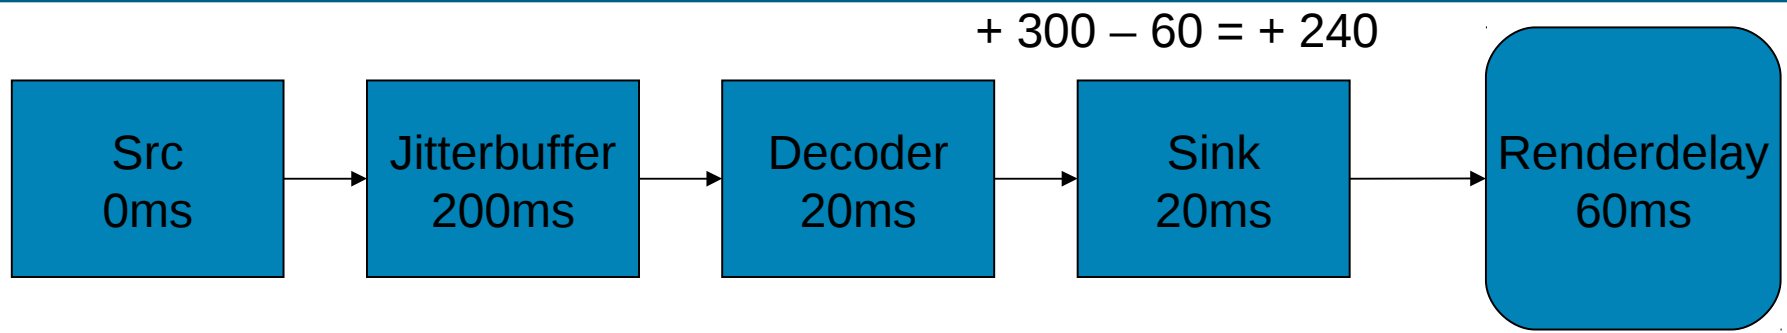 + 300 – 60 = + 240
Src
0ms
Jitterbuffer
200ms
Decoder
20ms
Sink
20ms
Renderdelay
60ms